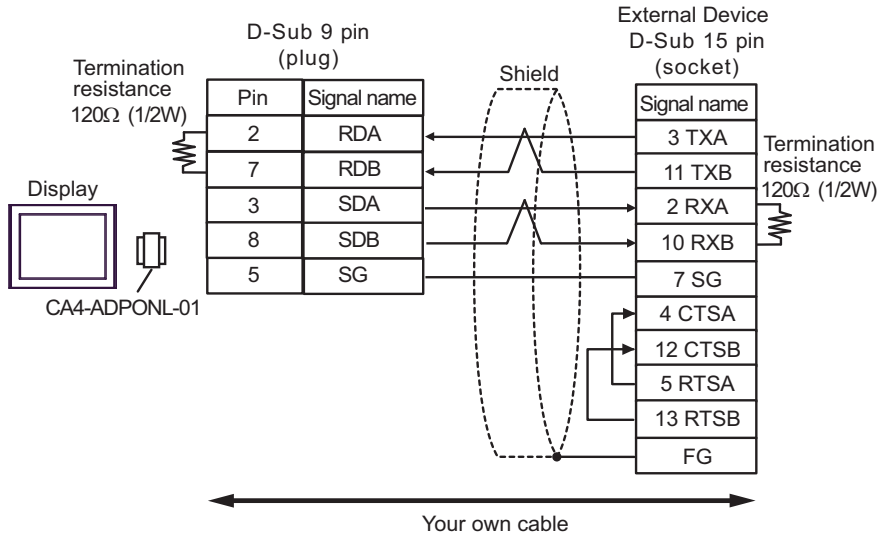 D-Sub 9 pin
(plug)
Termination
resistance
120Ω (1/2W)
Pin Signal name
2 RDA
7 RDB
3 SDA
8 SDB
5 SG
Display
CA4-ADPONL-01
Shield
External Device
D-Sub 15 pin
(socket)
Signal name
3 TXA
11 TXB
2 RXA
10 RXB
7 SG
4 CTSA
12 CTSB
5 RTSA
13 RTSB
FG
Termination
resistance
120Ω (1/2W)
Your own cable